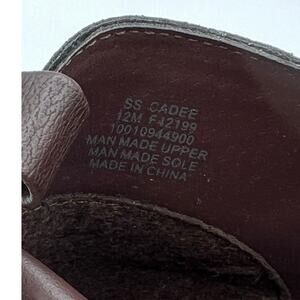 SS CADEE
12M F42199
10010944900
MAN MADE UPPER
MAN MADE SOLE
MADE IN CHINA